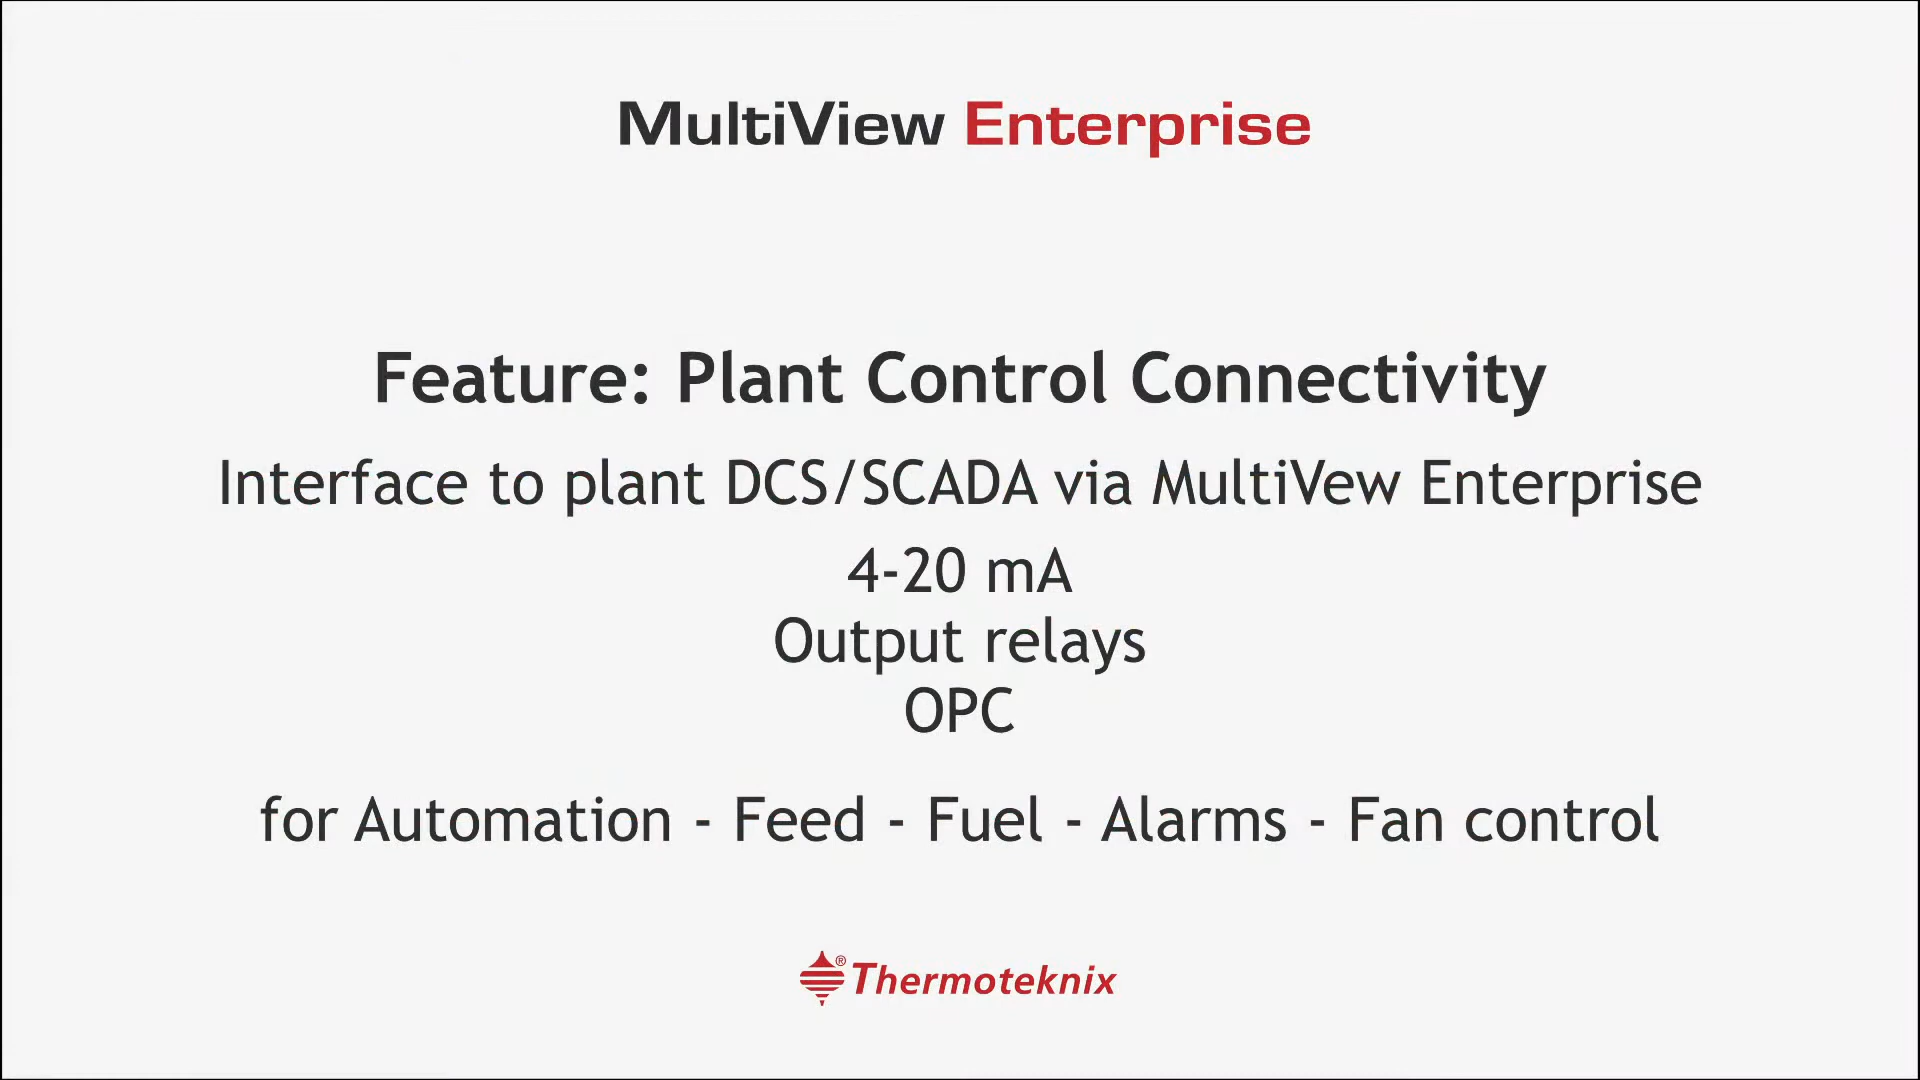 MultiView Enterprise
Feature: Plant Control Connectivity
Interface to plant DCS/SCADA via MultiVew Enterprise
4-20 mA
Output relays
OPC
for Automation - Feed - Fuel - Alarms - Fan control
® Thermoteknix